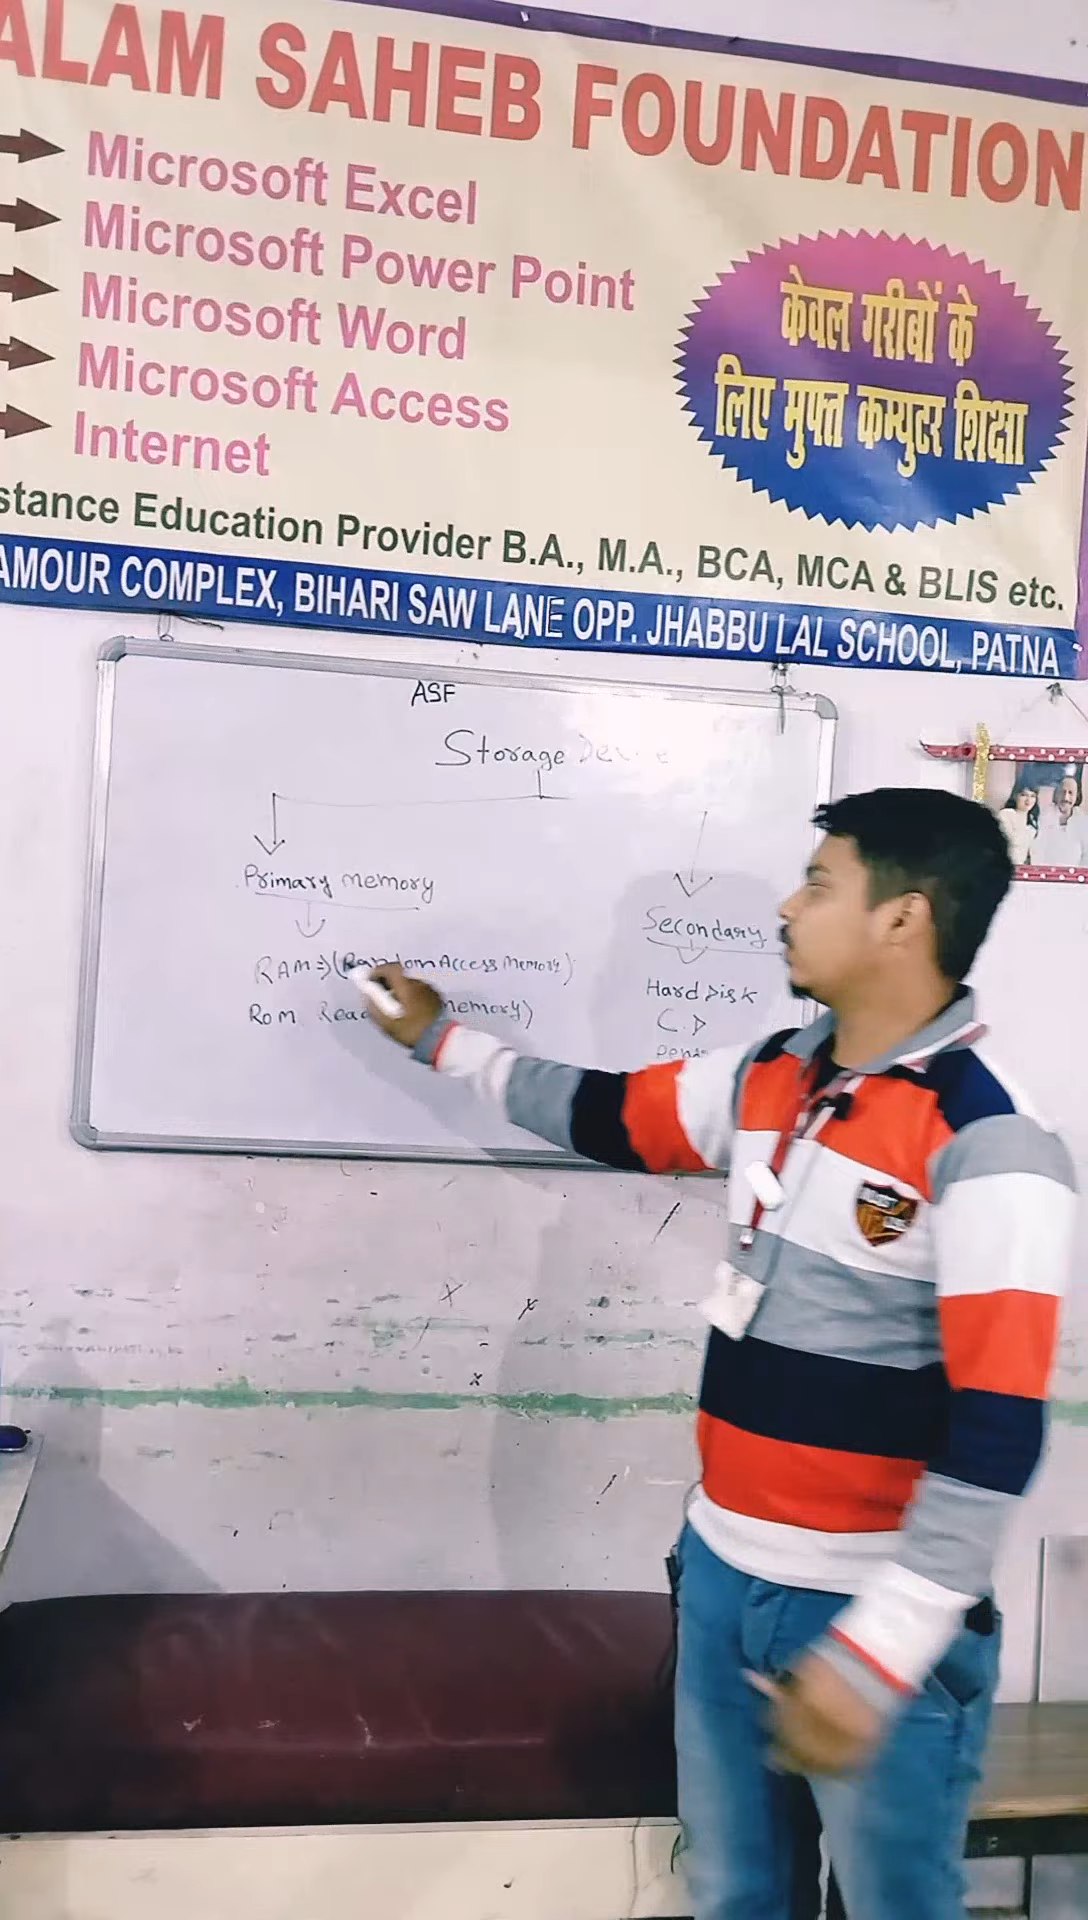 ALAM SAHEB FOUNDATION
Microsoft Excel
Microsoft Power Point
Microsoft Word
Microsoft Access
Internet
केवल गरीबों के
लिए मुफ्त कम्युटर शिक्षा
stance Education Provider B.A., M.A., BCA, MCA & BLIS etc.
AMOUR COMPLEX, BIHARI SAW LANE OPP. JHABBU LAL SCHOOL, PATNA
ASF
Storage
Primary memory
RAM⇒(Random Access Memory)
Rom Read memory)
Secondary
Hard Disk
C.D